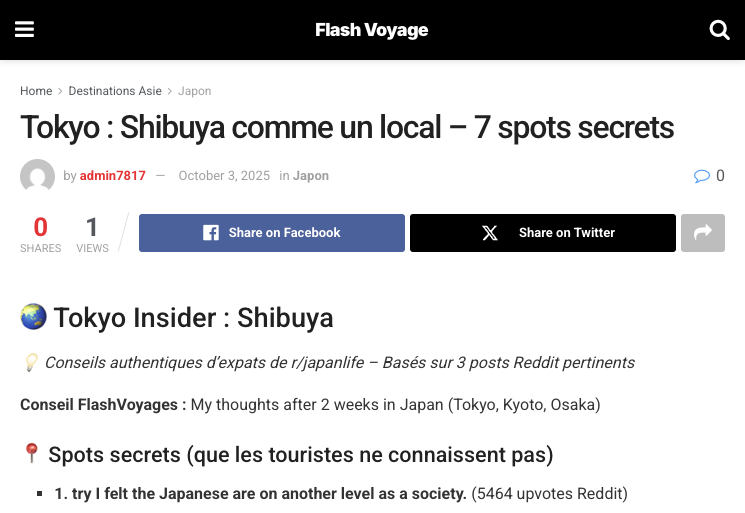 Flash Voyage
Home > Destinations Asie > Japon
Tokyo : Shibuya comme un local – 7 spots secrets
by admin7817 — October 3, 2025 in Japon 0
0 1 Share on Facebook Share on Twitter
SHARES VIEWS
Tokyo Insider : Shibuya
Conseils authentiques d’expats de r/japanlife – Basés sur 3 posts Reddit pertinents
Conseil FlashVoyages : My thoughts after 2 weeks in Japan (Tokyo, Kyoto, Osaka)
Spots secrets (que les touristes ne connaissent pas)
1. try I felt the Japanese are on another level as a society. (5464 upvotes Reddit)